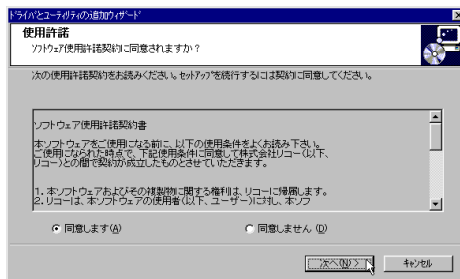 ドライバとユーティリティの追加ウィザード
使用許諾
ソフトウェア使用許諾契約に同意されますか？
次の使用許諾契約をお読みください。セットアップを続行するには契約に同意してください。
ソフトウェア使用許諾契約書
本ソフトウェアをご使用になる前に、以下の使用条件をよくお読み下さい。
ご使用になられた時点で、下記使用条件に同意して株式会社リコー（以下、
リコー）との間で契約が成立したものとさせていただきます。
1. 本ソフトウェアおよびその複製物に関する権利は、リコーに帰属します。
2. リコーは、本ソフトウェアの使用者（以下、ユーザー）に対し、本ソフ
同意します(A) 同意しません (D)
次へ(N) > キャンセル